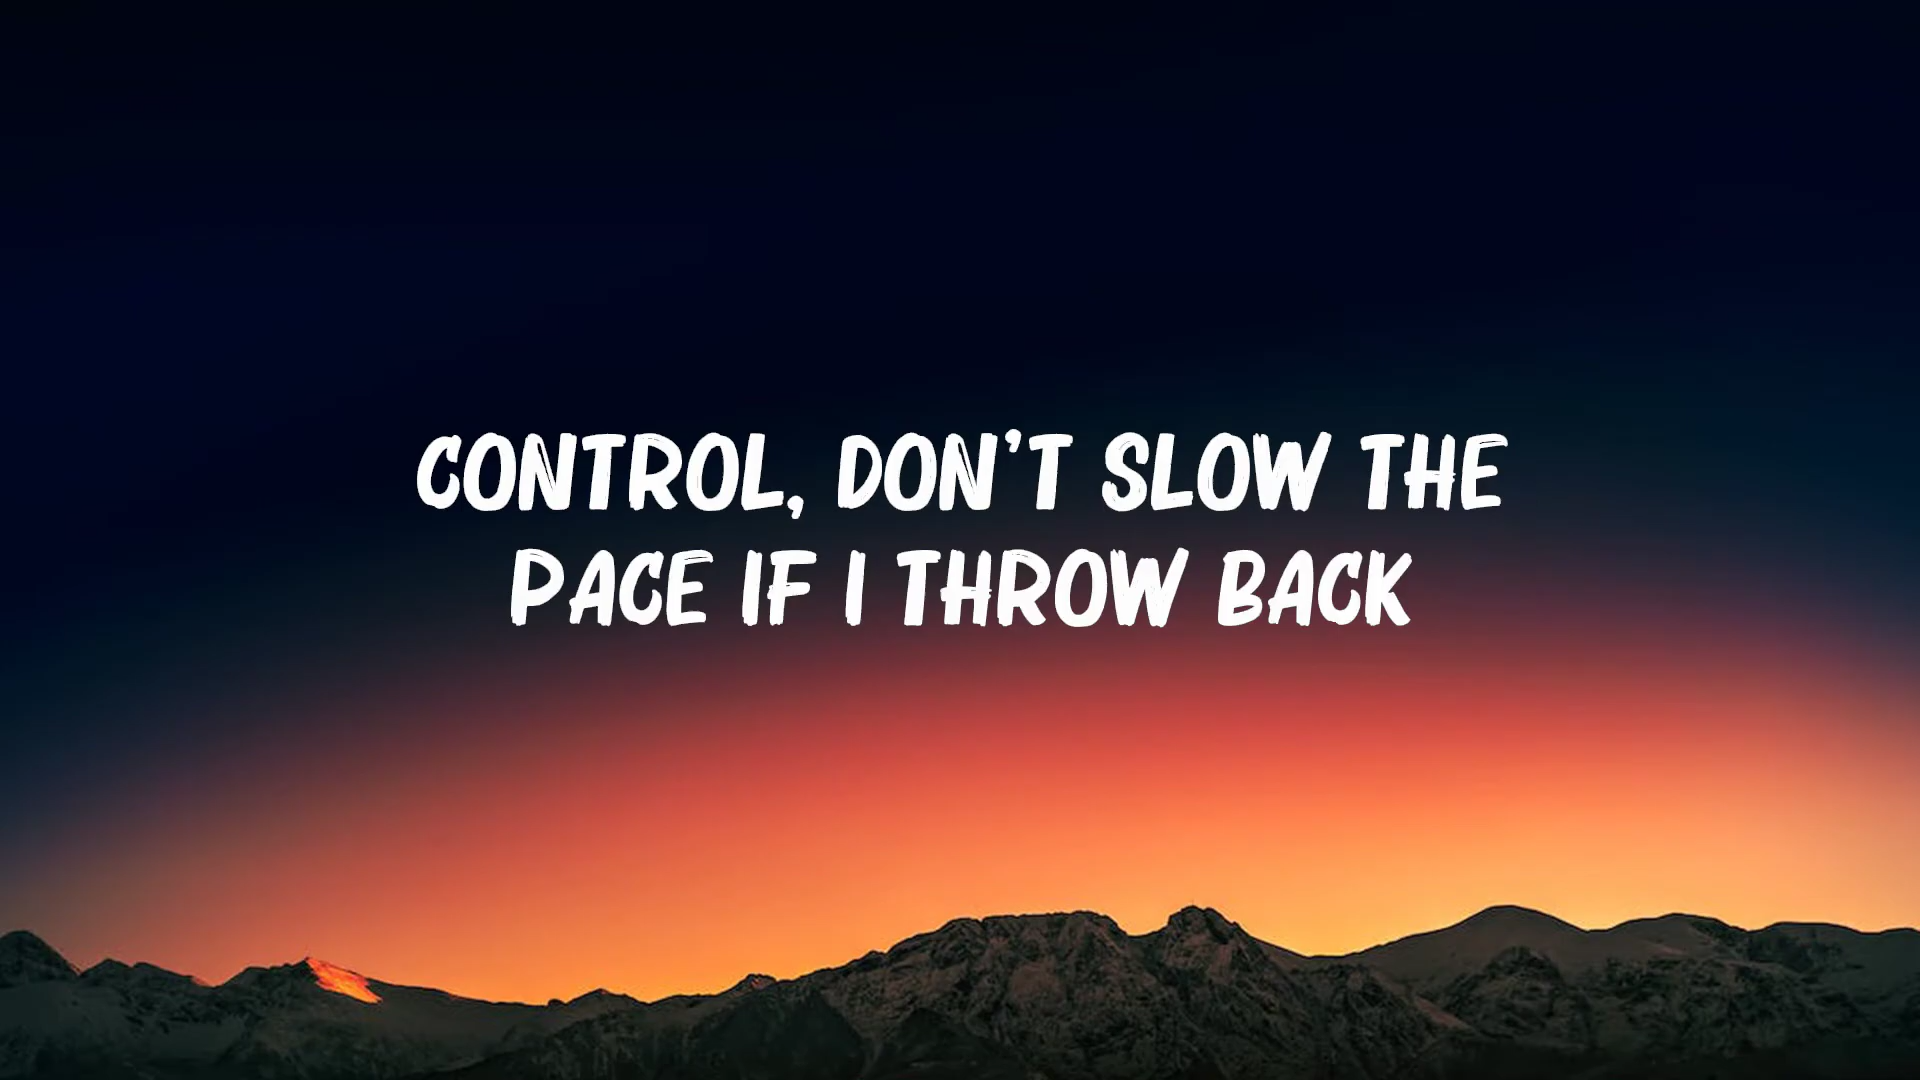 CONTROL, DON'T SLOW THE
PACE IF I THROW BACK